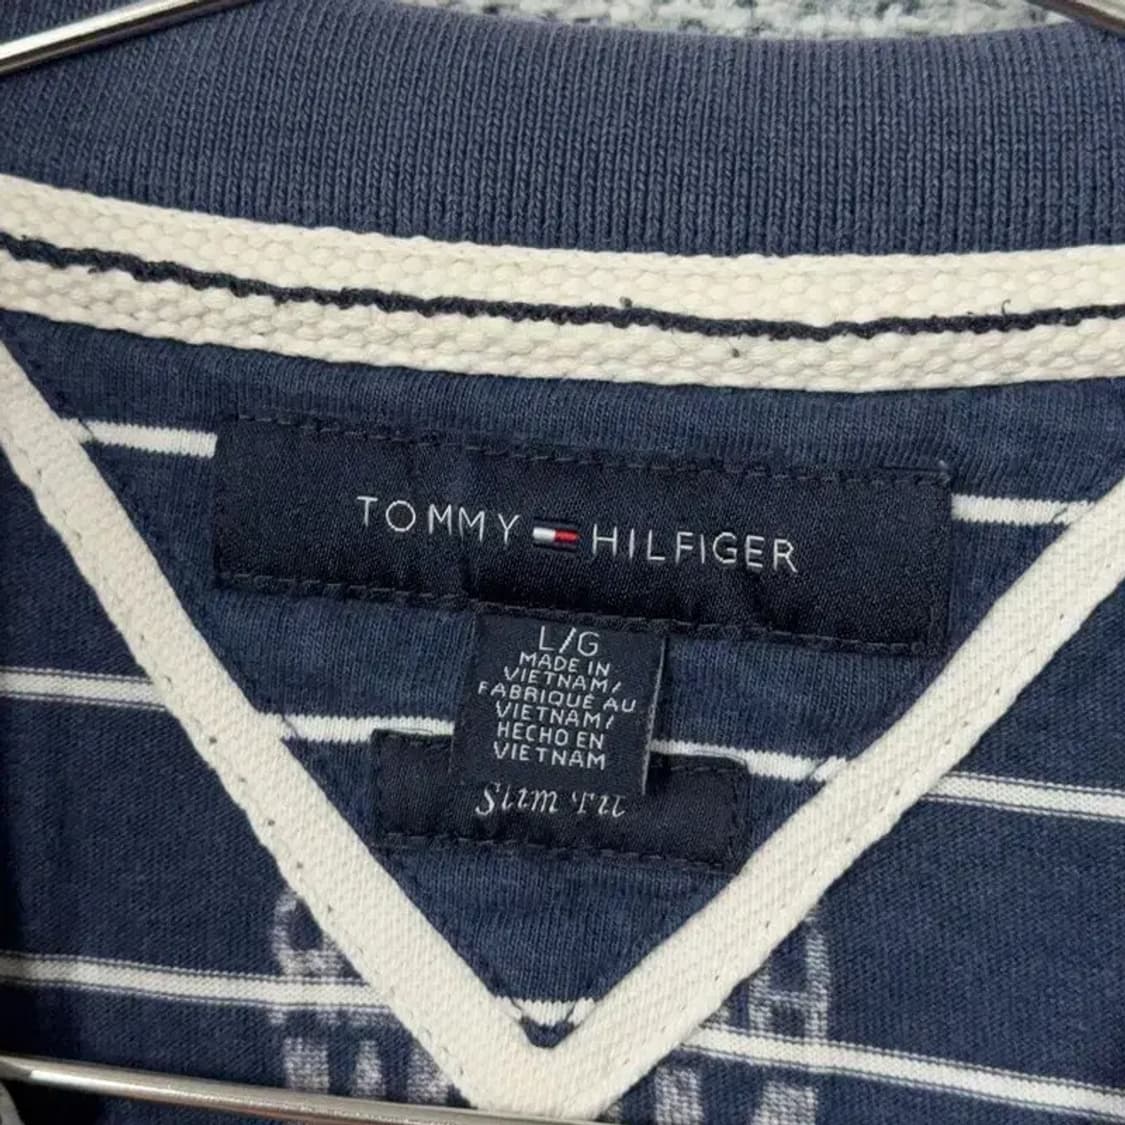 TOMMY HILFIGER
L/G
MADE IN
VIETNAM/
FABRIQUÉ AU
VIETNAM/
HECHO EN
VIETNAM
Slim Fit